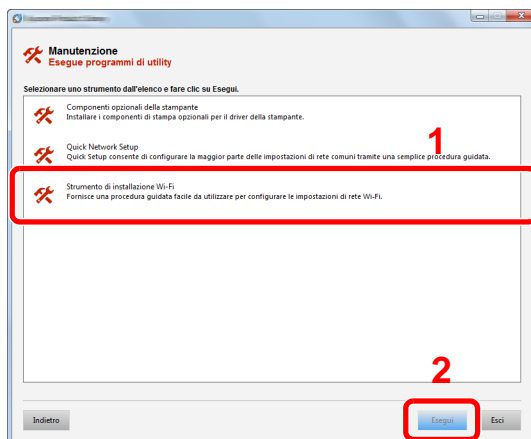 Manutenzione
Esegue programmi di utility
Selezionare uno strumento dall'elenco e fare clic su Esegui.
Componenti opzionali della stampante
Installare i componenti di stampa opzionali per il driver della stampante.
1
Quick Network Setup
Quick Setup consente di configurare la maggior parte delle impostazioni di rete comuni tramite una semplice procedura guidata.
Strumento di installazione Wi-Fi
Fornisce una procedura guidata facile da utilizzare per configurare le impostazioni di rete Wi-Fi.
2
Indietro
Esegui
Esci